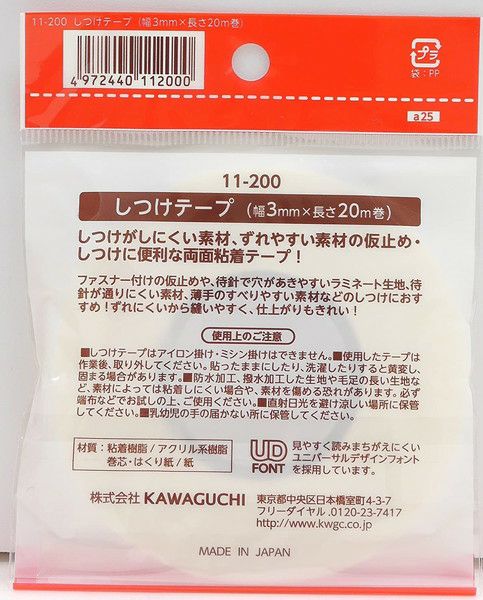 11-200 しつけテープ(幅3mm×長さ20m巻)
4 972440 112000
プラ
袋:PP
a25
11-200
しつけテープ(幅3mm×長さ20m巻)
しつけがしにくい素材、ずれやすい素材の仮止め・
しつけに便利な両面粘着テープ!
ファスナー付けの仮止めや、待針で穴があきやすいラミネート生地、待
針が通りにくい素材、薄手のすべりやすい素材などのしつけにおす
すめ!ずれにくいから縫いやすく、仕上がりもきれい!
使用上のご注意
■しつけテープはアイロン掛け・ミシン掛けはできません。■使用したテープは
作業後、取り外してください。貼ったままにしたり、洗濯したりすると黄変し、
固まる場合があります。■防水加工、撥水加工した生地や毛足の長い生地な
ど、素材によっては粘着しにくい場合や、素材を傷める恐れがあります。必ず
端布などでお試しの上、ご使用ください。■直射日光を避け涼しい場所に保管
してください。■乳幼児の手の届かない所に保管してください。
材質:粘着樹脂/アクリル系樹脂
巻芯・はくり紙/紙
UD
FONT
見やすく読みまちがえにくい
ユニバーサルデザインフォント
を採用しています。
株式会社 KAWAGUCHI
東京都中央区日本橋室町4-3-7
フリーダイヤル.0120-23-7417
http://www.kwgc.co.jp
MADE IN JAPAN